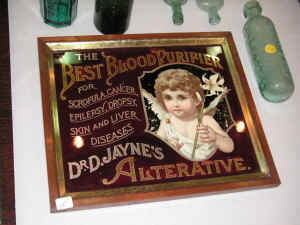 THE
BEST BLOOD PURIFIER
FOR
SCROFULA, CANCER,
EPILEPSY, DROPSY,
SKIN AND LIVER
DISEASES.
DR. D. JAYNE'S
ALTERATIVE.